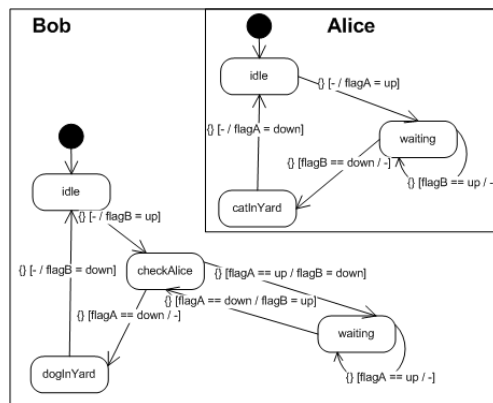 Bob
Alice
idle
{} [- / flagA = up]
{} [- / flagA = down]
waiting
{} [flagB == down / -]
{} [flagB == up / -]
catInYard
idle
{} [- / flagB = up]
{} [- / flagB = down]
checkAlice
{} [flagA == up / flagB = down]
{} [flagA == down / flagB = up]
{} [flagA == down / -]
waiting
dogInYard
{} [flagA == up / -]